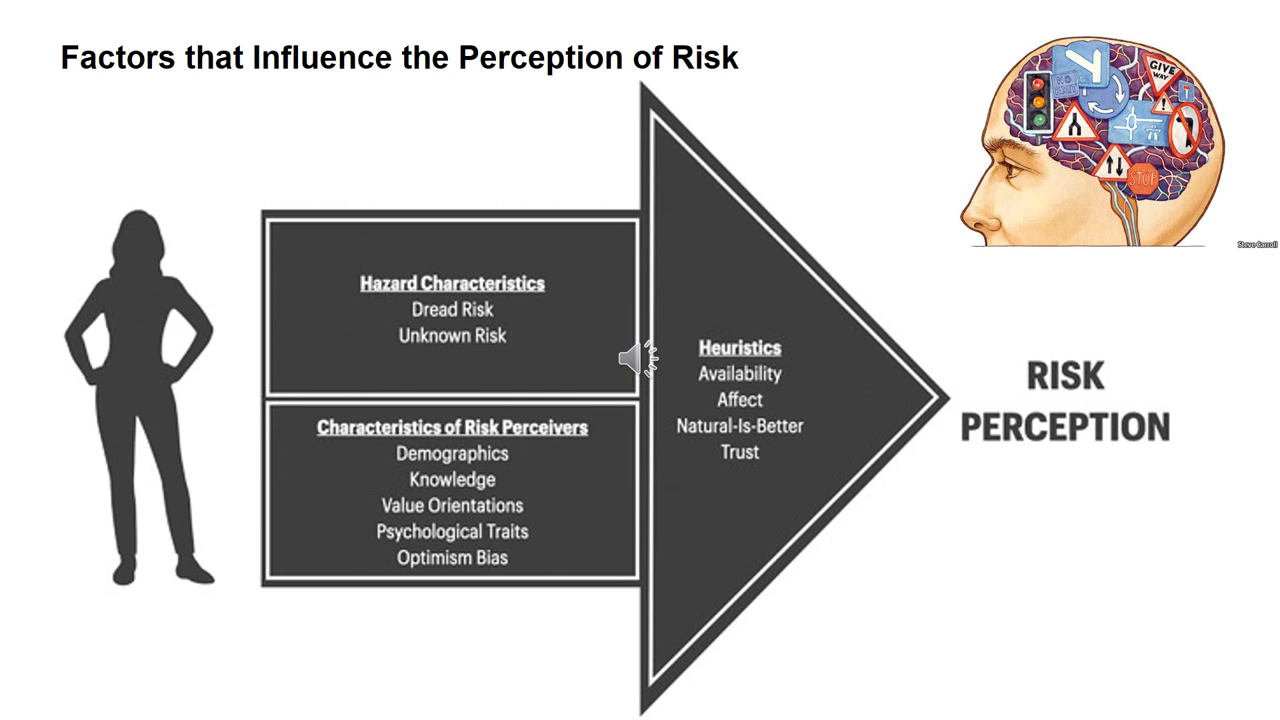 Factors that Influence the Perception of Risk
NO
GIVE
WAY
STOP
Steve Carroll
Hazard Characteristics
Dread Risk
Unknown Risk
Characteristics of Risk Perceivers
Demographics
Knowledge
Value Orientations
Psychological Traits
Optimism Bias
Heuristics
Availability
Affect
Natural-Is-Better
Trust
RISK
PERCEPTION